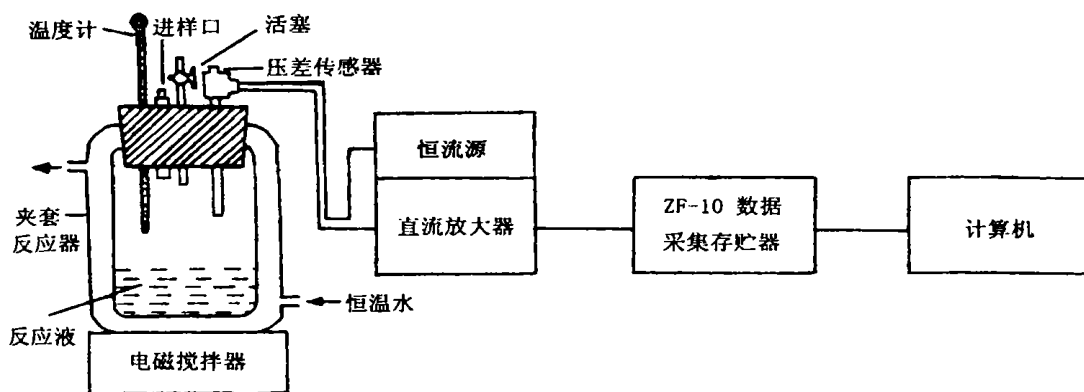 温度计
进样口
活塞
压差传感器
恒流源
直流放大器
ZF-10 数据
采集存贮器
计算机
夹套
反应器
恒温水
反应液
电磁搅拌器